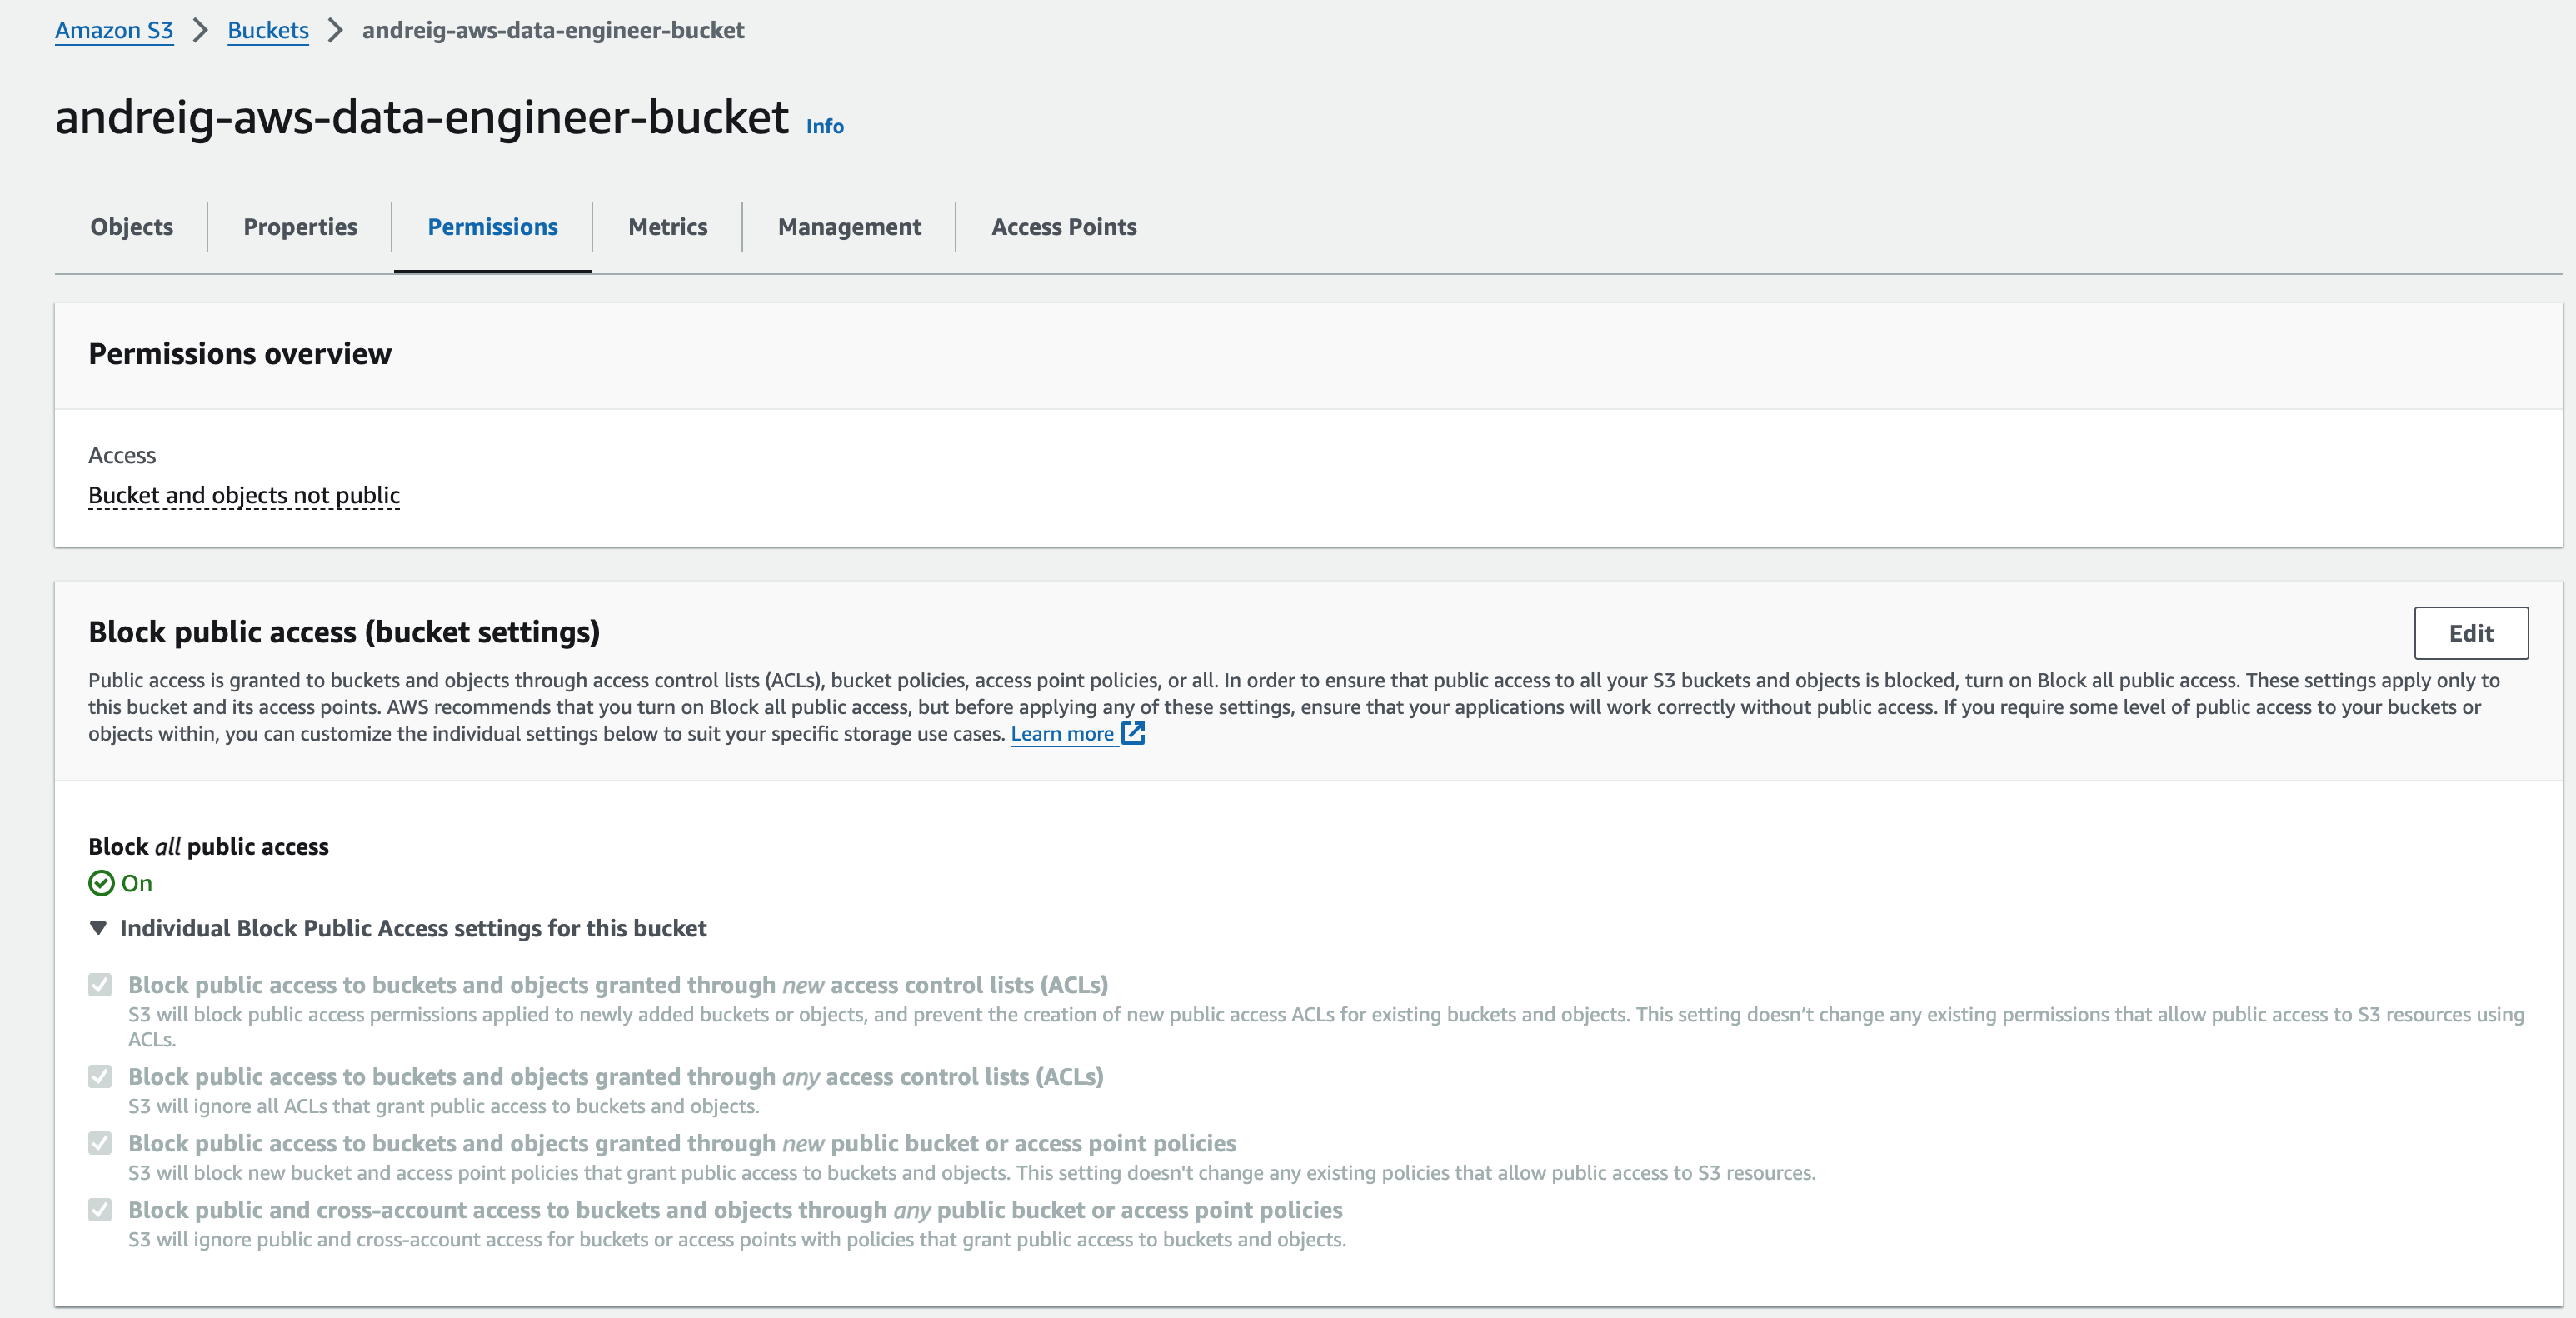 Amazon S3 > Buckets > andreig-aws-data-engineer-bucket
andreig-aws-data-engineer-bucket Info
Objects Properties Permissions Metrics Management Access Points
Permissions overview
Access
Bucket and objects not public
Block public access (bucket settings)
Edit
Public access is granted to buckets and objects through access control lists (ACLs), bucket policies, access point policies, or all. In order to ensure that public access to all your S3 buckets and objects is blocked, turn on Block all public access. These settings apply only to
this bucket and its access points. AWS recommends that you turn on Block all public access, but before applying any of these settings, ensure that your applications will work correctly without public access. If you require some level of public access to your buckets or
objects within, you can customize the individual settings below to suit your specific storage use cases. Learn more
Block all public access
On
Individual Block Public Access settings for this bucket
Block public access to buckets and objects granted through new access control lists (ACLs)
S3 will block public access permissions applied to newly added buckets or objects, and prevent the creation of new public access ACLs for existing buckets and objects. This setting doesn’t change any existing permissions that allow public access to S3 resources using
ACLs.
Block public access to buckets and objects granted through any access control lists (ACLs)
S3 will ignore all ACLs that grant public access to buckets and objects.
Block public access to buckets and objects granted through new public bucket or access point policies
S3 will block new bucket and access point policies that grant public access to buckets and objects. This setting doesn't change any existing policies that allow public access to S3 resources.
Block public and cross-account access to buckets and objects through any public bucket or access point policies
S3 will ignore public and cross-account access for buckets or access points with policies that grant public access to buckets and objects.